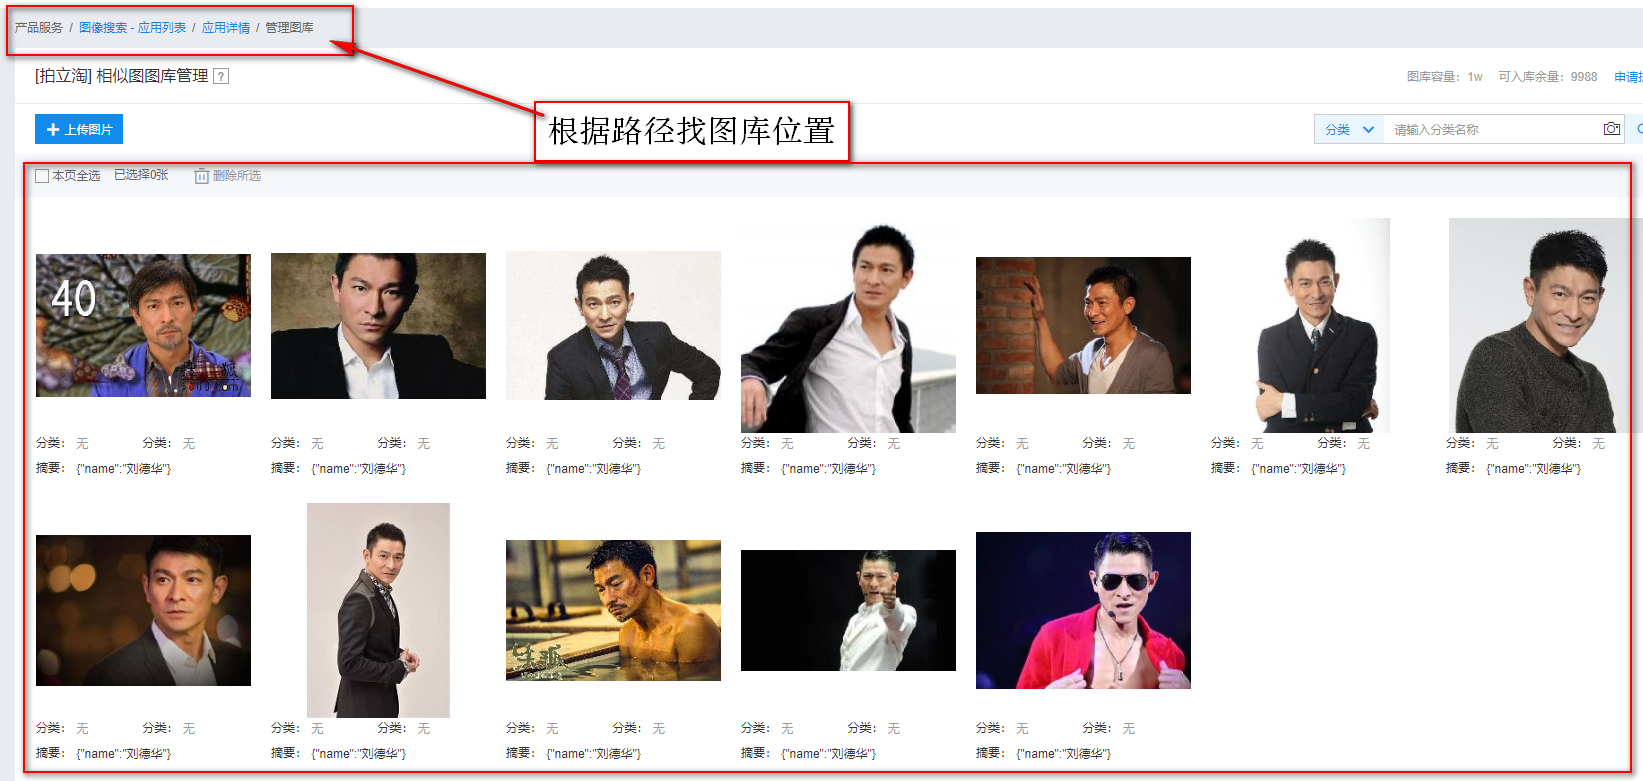 产品服务 / 图像搜索 - 应用列表 / 应用详情 / 管理图库
[拍立淘] 相似图图库管理 ?
图库容量：1w 可入库余量：9988 申请
根据路径找图库位置
+ 上传图片
分类 请输入分类名称
本页全选 已选择0张 删除所选
40
分类： 无 分类： 无 分类： 无 分类： 无 分类： 无 分类： 无 分类： 无 分类： 无 分类： 无 分类： 无 分类： 无 分类： 无 分类： 无 分类： 无
摘要： {"name":"刘德华"} 摘要： {"name":"刘德华"} 摘要： {"name":"刘德华"} 摘要： {"name":"刘德华"} 摘要： {"name":"刘德华"} 摘要： {"name":"刘德华"} 摘要： {"name":"刘德华"}
分类： 无 分类： 无 分类： 无 分类： 无 分类： 无 分类： 无 分类： 无 分类： 无 分类： 无 分类： 无
摘要： {"name":"刘德华"} 摘要： {"name":"刘德华"} 摘要： {"name":"刘德华"} 摘要： {"name":"刘德华"} 摘要： {"name":"刘德华"}